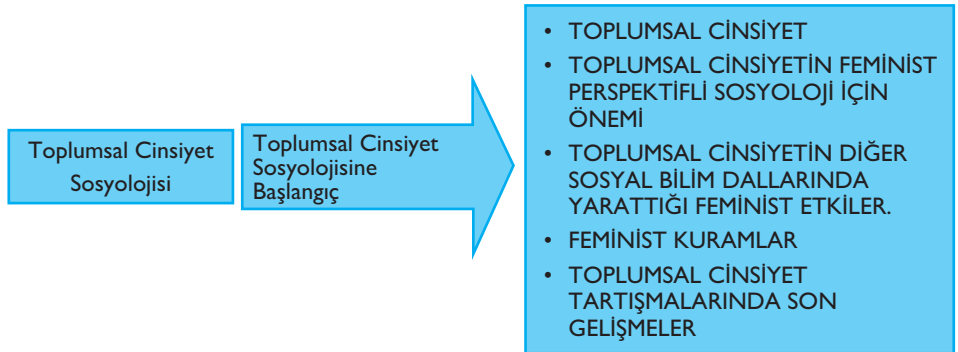 Toplumsal Cinsiyet
Sosyolojisi
Toplumsal Cinsiyet
Sosyolojisine
Başlangıç
• TOPLUMSAL CİNSİYET
• TOPLUMSAL CİNSİYETİN FEMİNİST
PERSPEKTİFLİ SOSYOLOJİ İÇİN
ÖNEMİ
• TOPLUMSAL CİNSİYETİN DİĞER
SOSYAL BİLİM DALLARINDA
YARATTIĞI FEMİNİST ETKİLER.
• FEMİNİST KURAMLAR
• TOPLUMSAL CİNSİYET
TARTIŞMALARINDA SON
GELİŞMELER